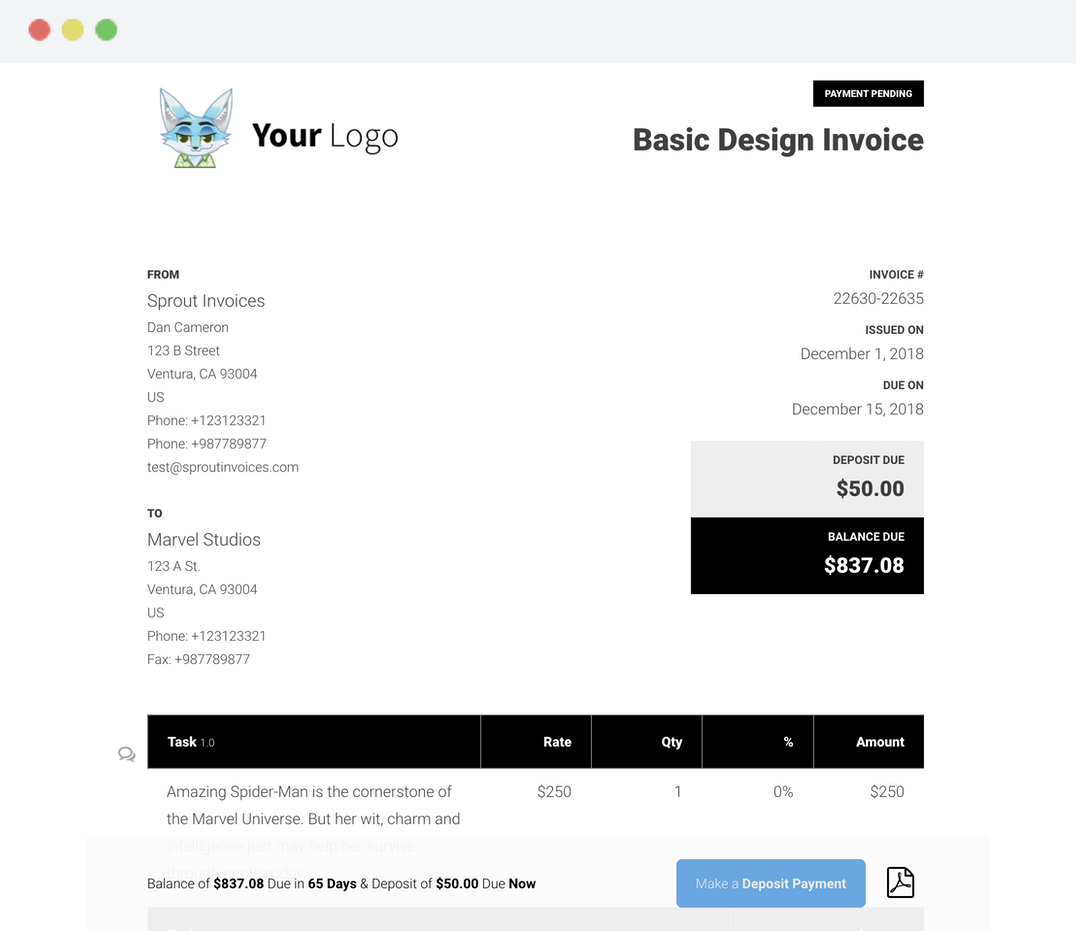 Your Logo
PAYMENT PENDING
Basic Design Invoice
FROM
Sprout Invoices
Dan Cameron
123 B Street
Ventura, CA 93004
US
Phone: +123123321
Phone: +987789877
test@sproutinvoices.com
TO
Marvel Studios
123 A St.
Ventura, CA 93004
US
Phone: +123123321
Fax: +987789877
INVOICE #
22630-22635
ISSUED ON
December 1, 2018
DUE ON
December 15, 2018
DEPOSIT DUE
$50.00
BALANCE DUE
$837.08
Task 1.0 Rate Qty % Amount
Amazing Spider-Man is the cornerstone of $250 1 0% $250
the Marvel Universe. But her wit, charm and
intelligence just may help her survive
through another day.
Balance of $837.08 Due in 65 Days & Deposit of $50.00 Due Now
Make a Deposit Payment